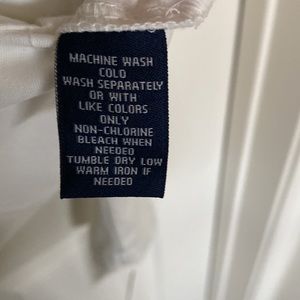 MACHINE WASH
COLD
WASH SEPARATELY
OR WITH
LIKE COLORS
ONLY
NON-CHLORINE
BLEACH WHEN
NEEDED
TUMBLE DRY LOW
WARM IRON IF
NEEDED